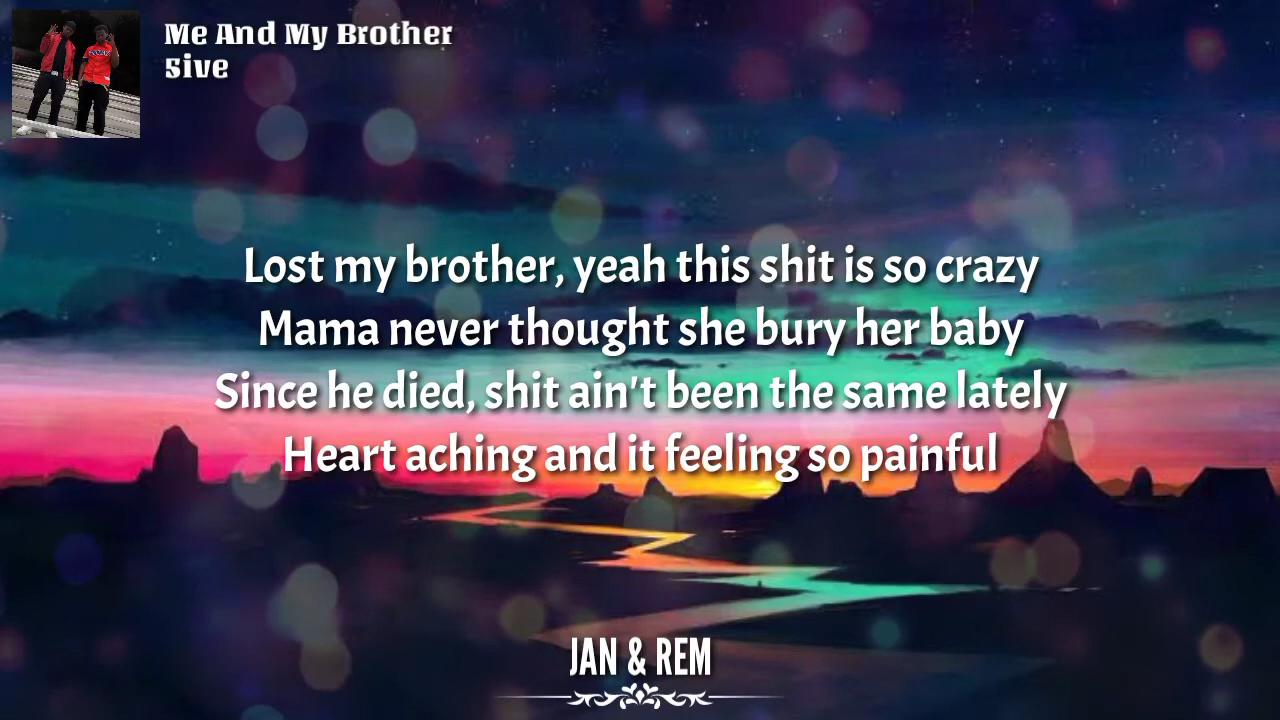 Me And My Brother
5ive
Lost my brother, yeah this shit is so crazy
Mama never thought she bury her baby
Since he died, shit ain't been the same lately
Heart aching and it feeling so painful
JAN & REM